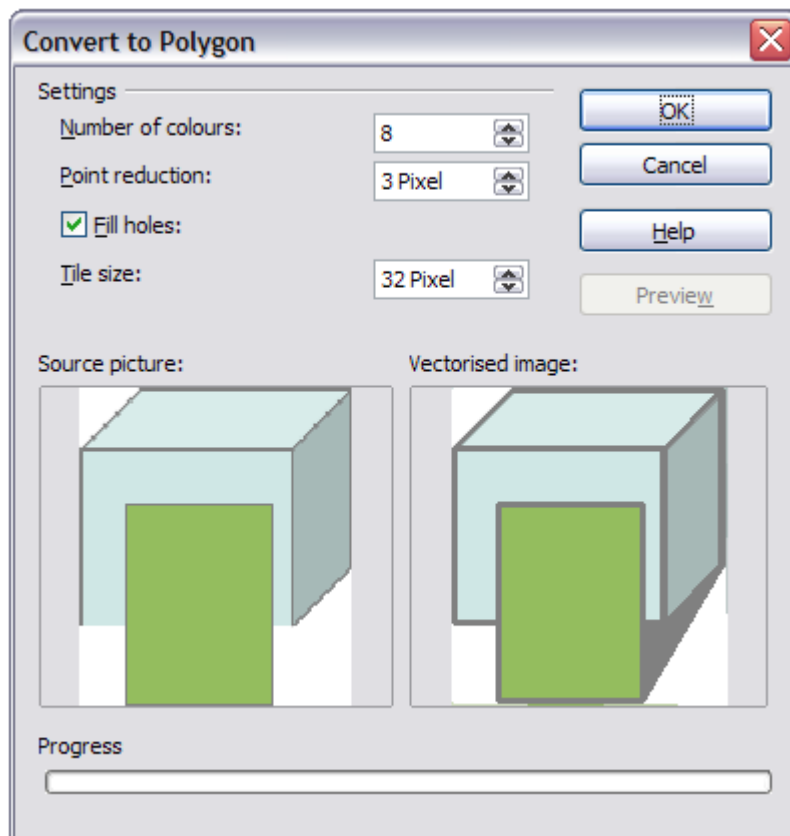 Convert to Polygon
Settings
Number of colours:
8
OK
Point reduction:
3 Pixel
Cancel
Fill holes:
Help
Tile size:
32 Pixel
Preview
Source picture:
Vectorised image:
Progress